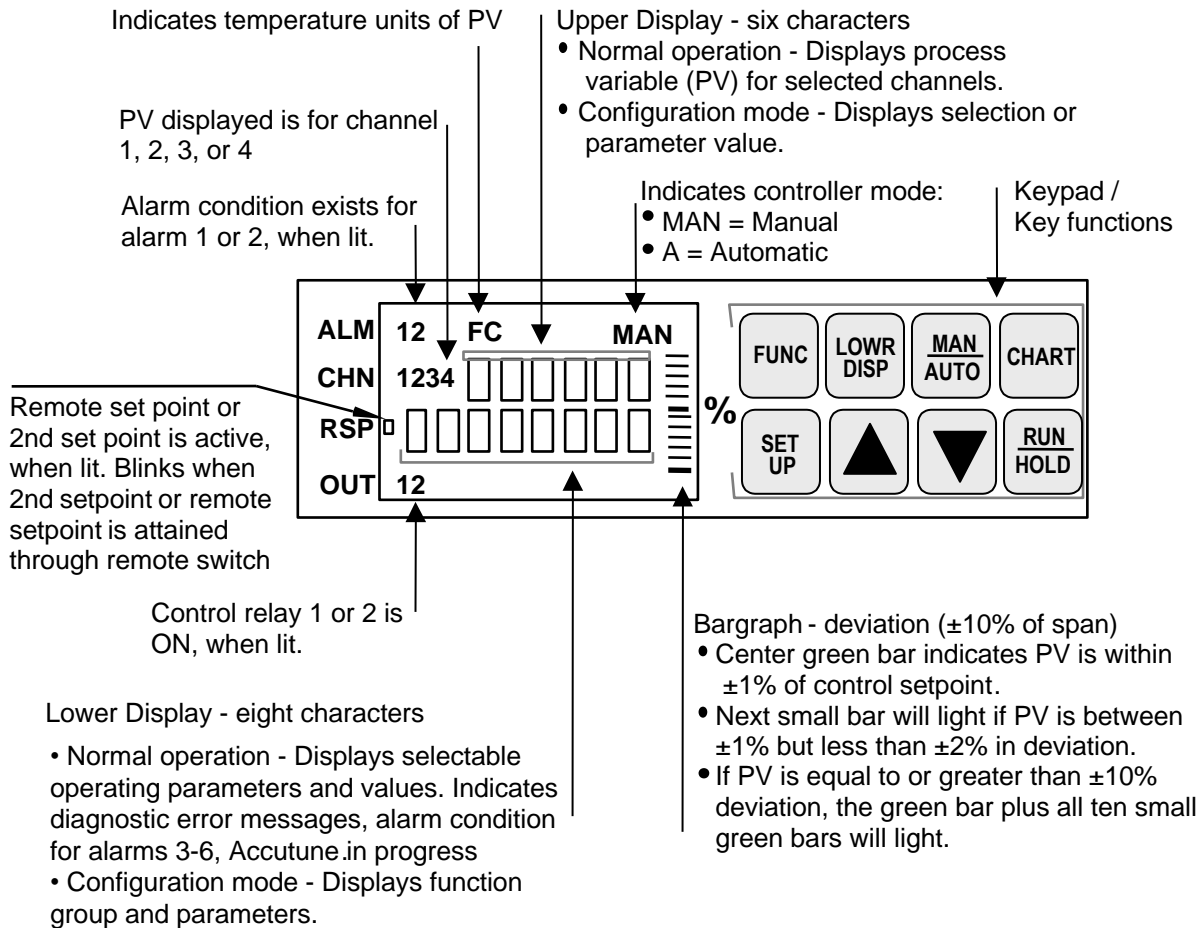 Indicates temperature units of PV
Upper Display - six characters
• Normal operation - Displays process
variable (PV) for selected channels.
• Configuration mode - Displays selection or
parameter value.
PV displayed is for channel
1, 2, 3, or 4
Alarm condition exists for
alarm 1 or 2, when lit.
Indicates controller mode:
• MAN = Manual
• A = Automatic
Keypad /
Key functions
ALM 12 FC MAN
CHN 1234
RSP
OUT 12
%
FUNC
LOWR
DISP
MAN
AUTO
CHART
SET
UP
RUN
HOLD
Remote set point or
2nd set point is active,
when lit. Blinks when
2nd setpoint or remote
setpoint is attained
through remote switch
Control relay 1 or 2 is
ON, when lit.
Bargraph - deviation (±10% of span)
• Center green bar indicates PV is within
±1% of control setpoint.
• Next small bar will light if PV is between
±1% but less than ±2% in deviation.
• If PV is equal to or greater than ±10%
deviation, the green bar plus all ten small
green bars will light.
Lower Display - eight characters
• Normal operation - Displays selectable
operating parameters and values. Indicates
diagnostic error messages, alarm condition
for alarms 3-6, Accutune.in progress
• Configuration mode - Displays function
group and parameters.